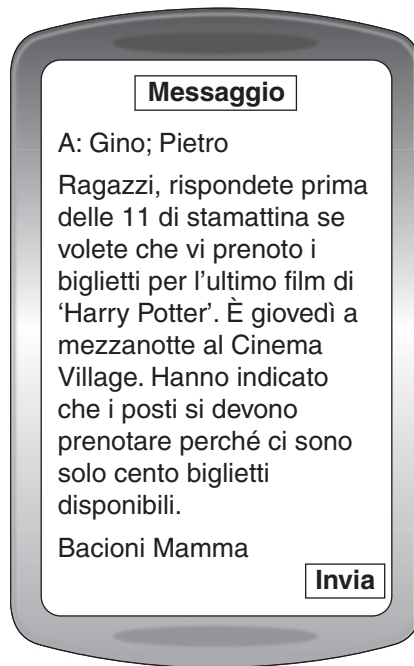 Messaggio
A: Gino; Pietro
Ragazzi, rispondete prima
delle 11 di stamattina se
volete che vi prenoto i
biglietti per l'ultimo film di
‘Harry Potter’. È giovedì a
mezzanotte al Cinema
Village. Hanno indicato
che i posti si devono
prenotare perché ci sono
solo cento biglietti
disponibili.
Bacioni Mamma
Invia